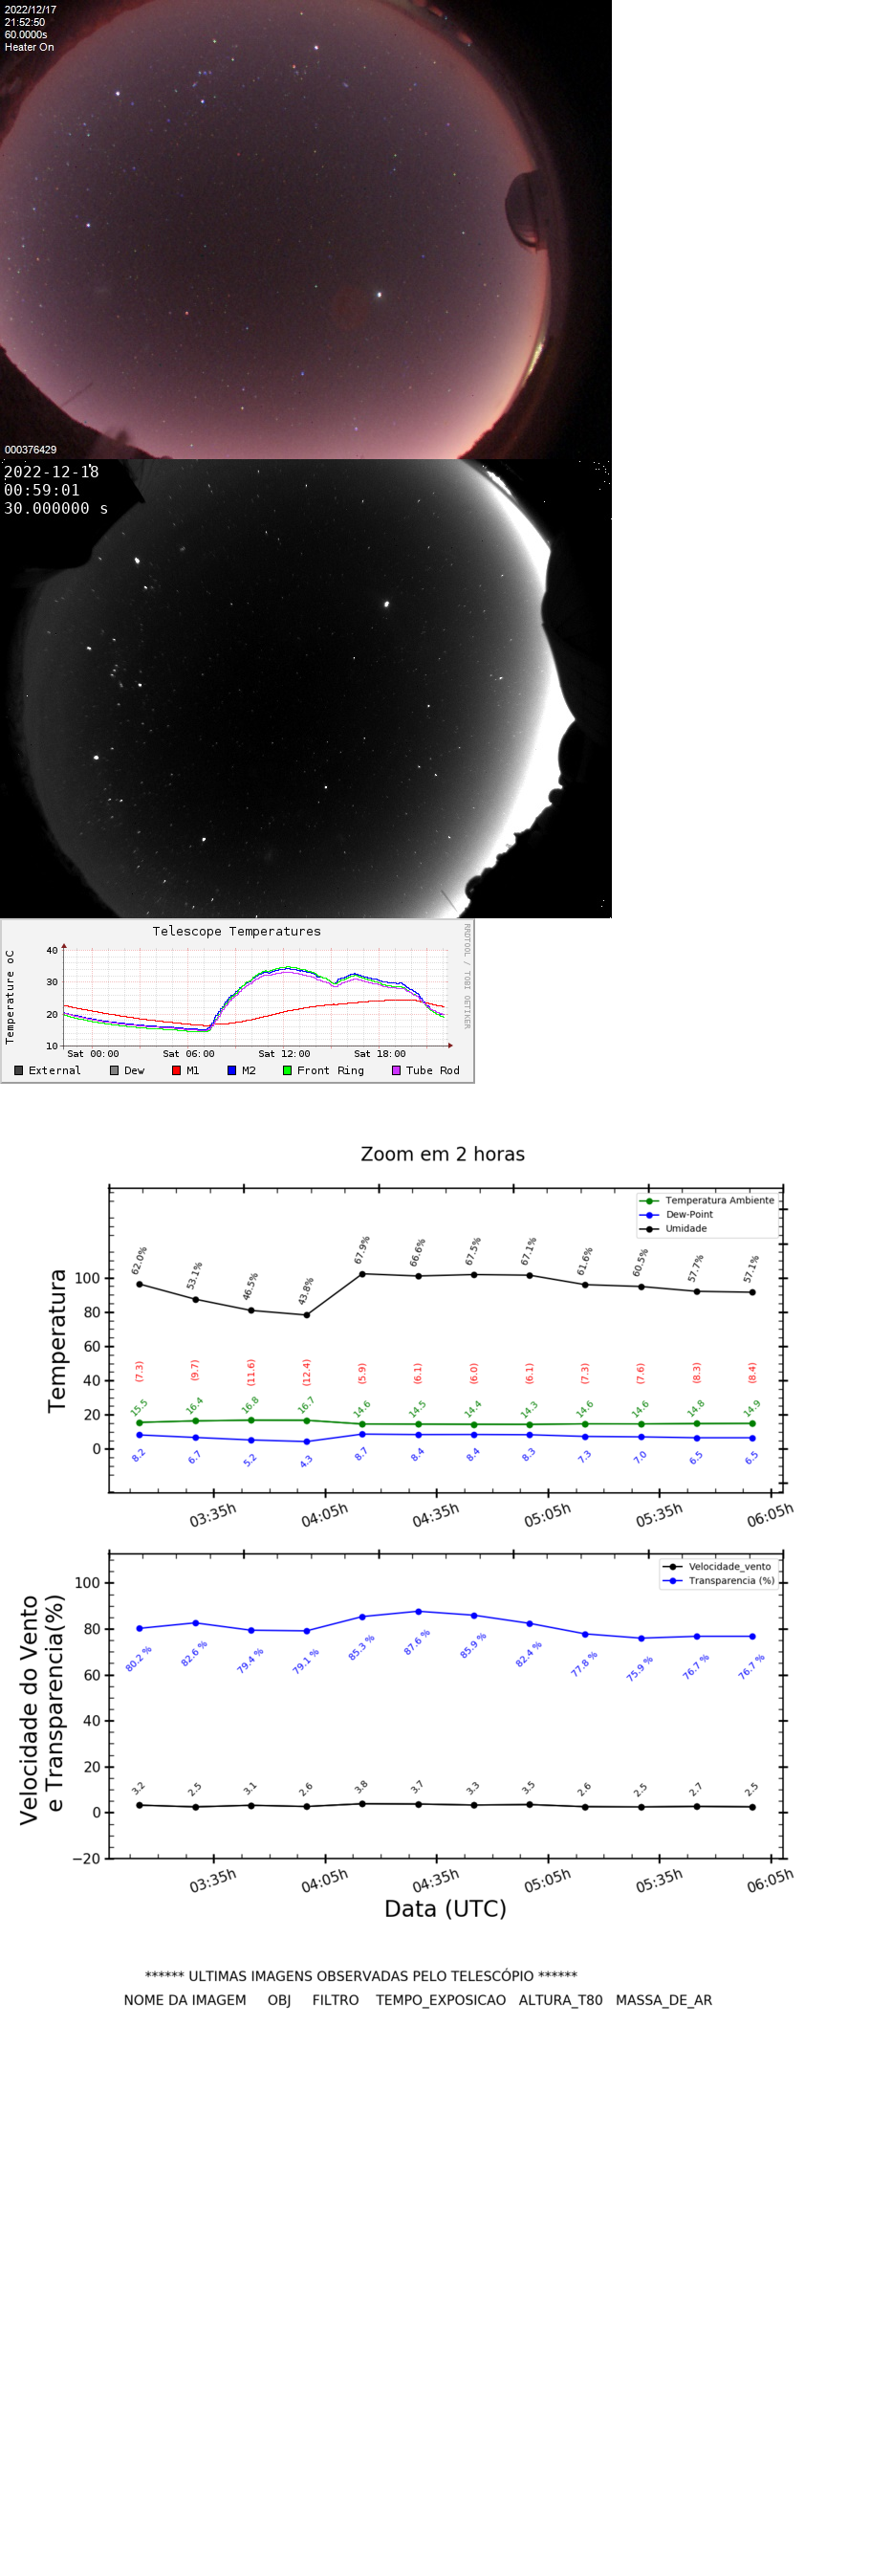 2022/12/17
21:52:50
60.0000s
Heater On
000376429
2022-12-18
00:59:01
30.000000 s
Telescope Temperatures
RRDTOOL / TOBI OETIKER
Temperature oC
40
30
20
10
Sat 00:00 Sat 06:00 Sat 12:00 Sat 18:00
External Dew M1 M2 Front Ring Tube Rod
Zoom em 2 horas
Temperatura
Temperatura Ambiente
Dew-Point
Umidade
100
80
60
40
20
0
62.0% 53.1% 46.5% 43.8% 67.9% 66.6% 67.5% 67.1% 61.6% 60.5% 57.7% 57.1%
(7.3) (9.7) (11.6) (12.4) (5.9) (6.1) (6.0) (6.1) (7.3) (7.6) (8.3) (8.4)
15.5 16.4 16.8 16.7 14.6 14.5 14.4 14.3 14.6 14.6 14.8 14.9
8.2 6.7 5.2 4.3 8.7 8.4 8.4 8.3 7.3 7.0 6.5 6.5
03:35h 04:05h 04:35h 05:05h 05:35h 06:05h
Velocidade do Vento
e Transparencia(%)
Velocidade_vento
Transparencia (%)
100
80
60
40
20
0
−20
80.2 % 82.6 % 79.4 % 79.1 % 85.3 % 87.6 % 85.9 % 82.4 % 77.8 % 75.9 % 76.7 % 76.7 %
3.2 2.5 3.1 2.6 3.8 3.7 3.3 3.5 2.6 2.5 2.7 2.5
03:35h 04:05h 04:35h 05:05h 05:35h 06:05h
Data (UTC)
****** ULTIMAS IMAGENS OBSERVADAS PELO TELESCÓPIO ******
NOME DA IMAGEM OBJ FILTRO TEMPO_EXPOSICAO ALTURA_T80 MASSA_DE_AR